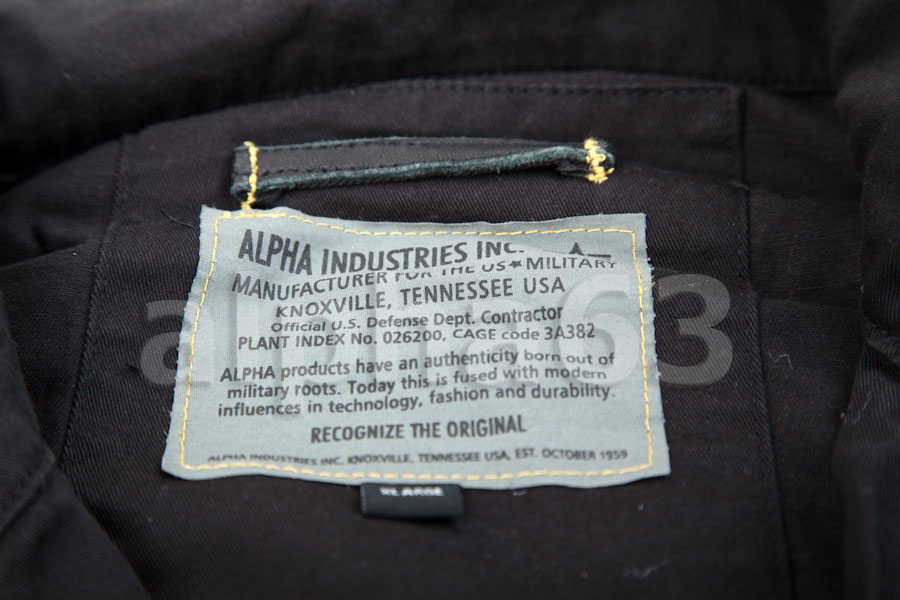 ALPHA INDUSTRIES INC.
MANUFACTURER FOR THE US★MILITARY
KNOXVILLE, TENNESSEE USA
Official U.S. Defense Dept. Contractor
PLANT INDEX No. 026200, CAGE code 3A382
ALPHA products have an authenticity born out of
military roots. Today this is fused with modern
influences in technology, fashion and durability.
RECOGNIZE THE ORIGINAL
ALPHA INDUSTRIES INC. KNOXVILLE, TENNESSEE USA, EST. OCTOBER 1959
XLARGE
alpha63